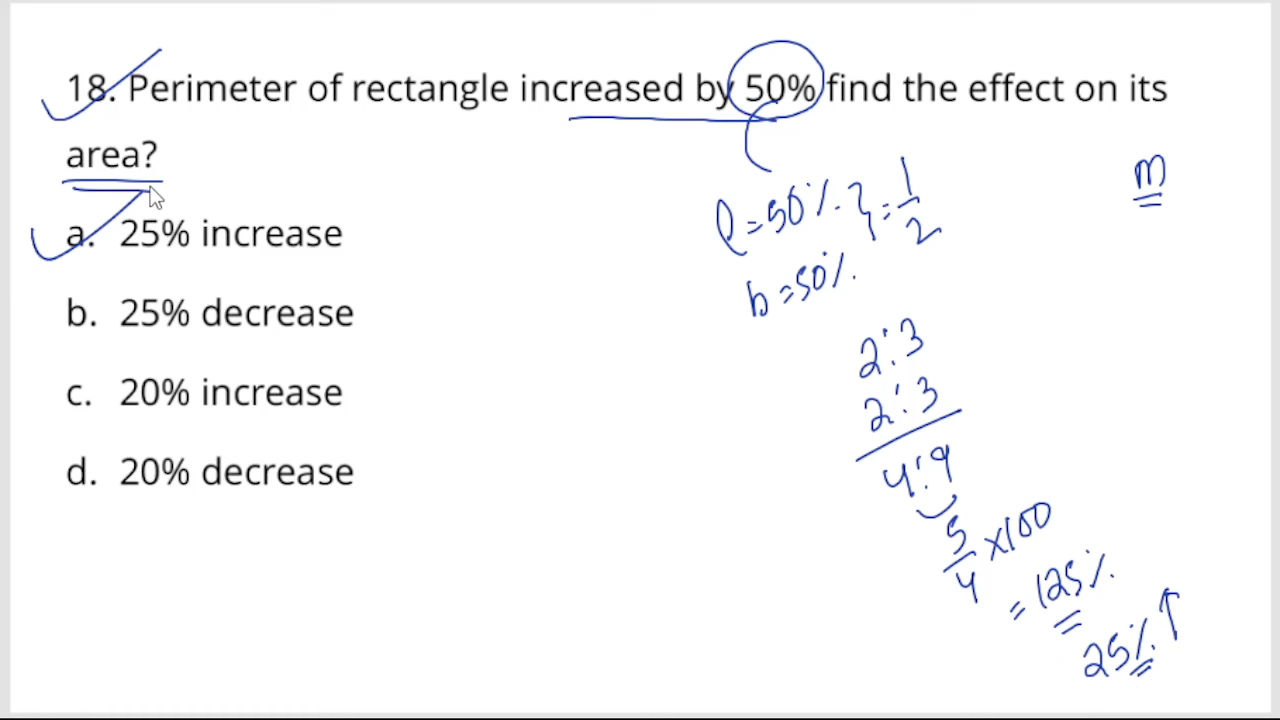 18. Perimeter of rectangle increased by 50% find the effect on its
area?
a. 25% increase
b. 25% decrease
c. 20% increase
d. 20% decrease
m
l = 50% } = 1/2
b = 50%
2:3
2:3
4:9
5/4 × 100
= 125%
25% ↑